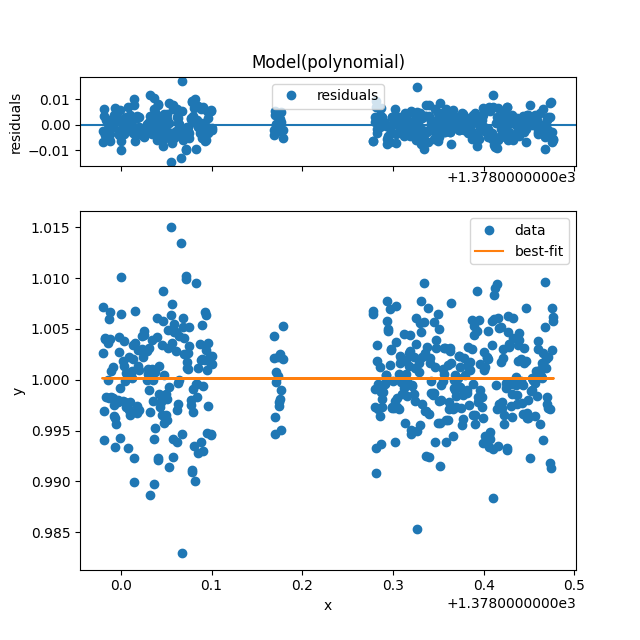 Model(polynomial)
residuals
0.01
0.00
−0.01
residuals
+1.3780000000e3
y
1.015
1.010
1.005
1.000
0.995
0.990
0.985
data
best-fit
0.0
0.1
0.2
0.3
0.4
0.5
x
+1.3780000000e3